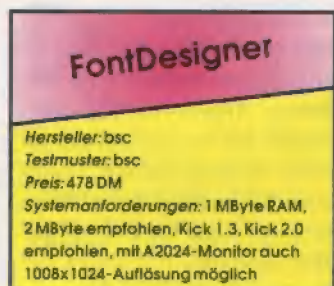 FontDesigner
Hersteller: bsc
Testmuster: bsc
Preis: 478 DM
Systemanforderungen: 1 MByte RAM,
2 MByte empfohlen, Kick 1.3, Kick 2.0
empfohlen, mit A2024-Monitor auch
1008x1024-Auflösung möglich